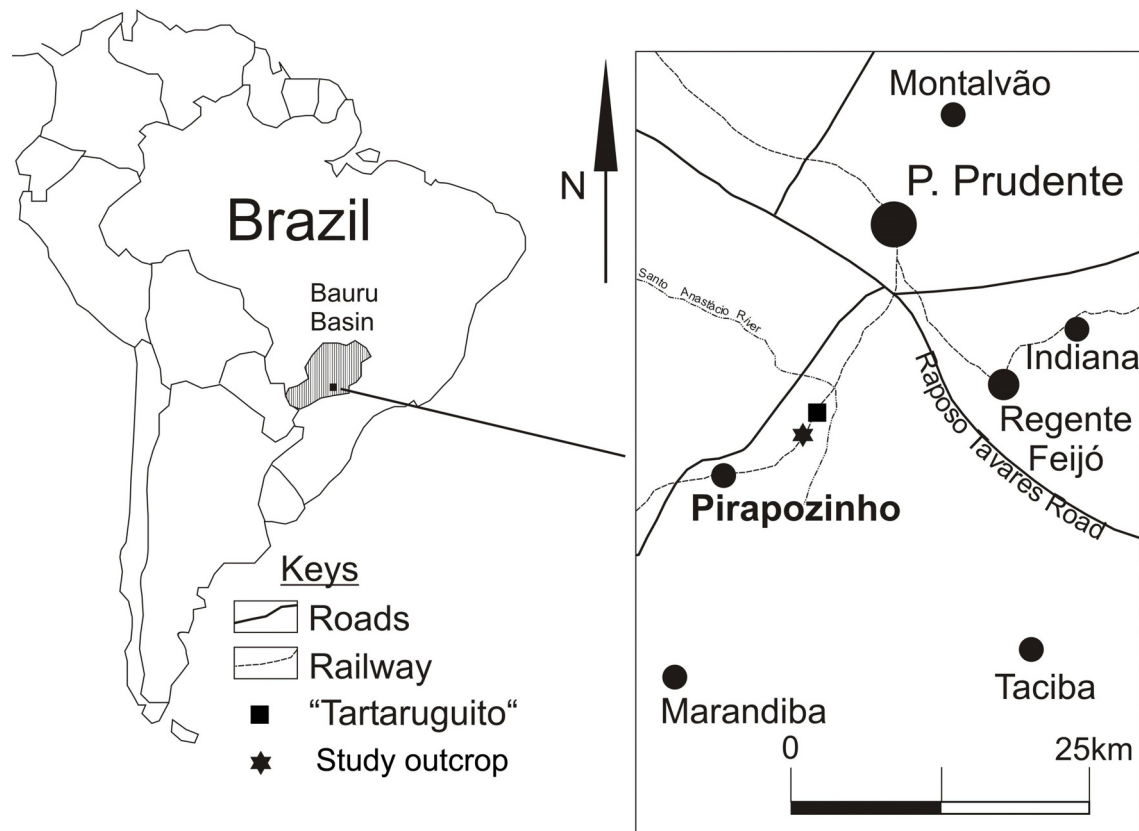 Brazil
Bauru
Basin
N
Keys
Roads
Railway
“Tartaruguito“
Study outcrop
Montalvão
P. Prudente
Santo Anastácio River
Indiana
Regente
Feijó
Raposo Tavares Road
Pirapozinho
Marandiba
Taciba
0
25km